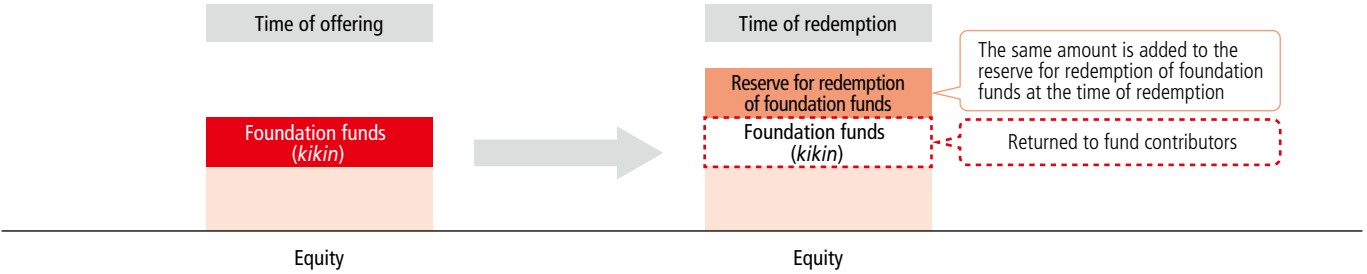 Time of offering
Time of redemption
The same amount is added to the
reserve for redemption of foundation
funds at the time of redemption
Reserve for redemption
of foundation funds
Foundation funds
(kikin)
Foundation funds
(kikin)
Returned to fund contributors
Equity
Equity